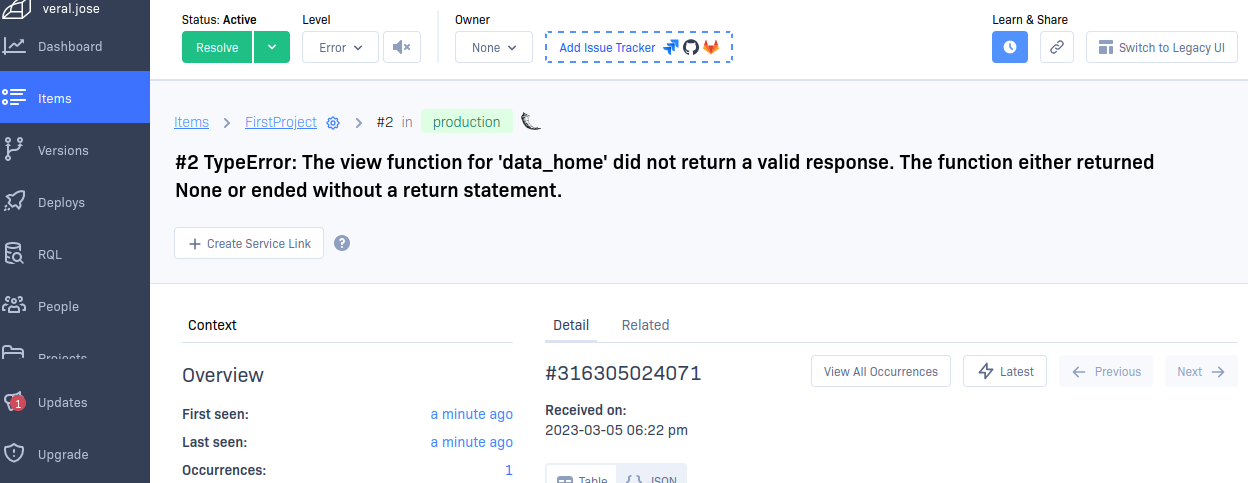 veral.jose
Dashboard
Items
Versions
Deploys
RQL
People
Projects
Updates
1
Upgrade
Status: Active
Level
Owner
Learn & Share
Resolve
Error
None
Add Issue Tracker
Switch to Legacy UI
Items > FirstProject > #2 in production
#2 TypeError: The view function for 'data_home' did not return a valid response. The function either returned
None or ended without a return statement.
+ Create Service Link ?
Context
Overview
First seen: a minute ago
Last seen: a minute ago
Occurrences: 1
Detail Related
#316305024071
View All Occurrences
Latest
Previous
Next
Received on:
2023-03-05 06:22 pm
Table
{} JSON